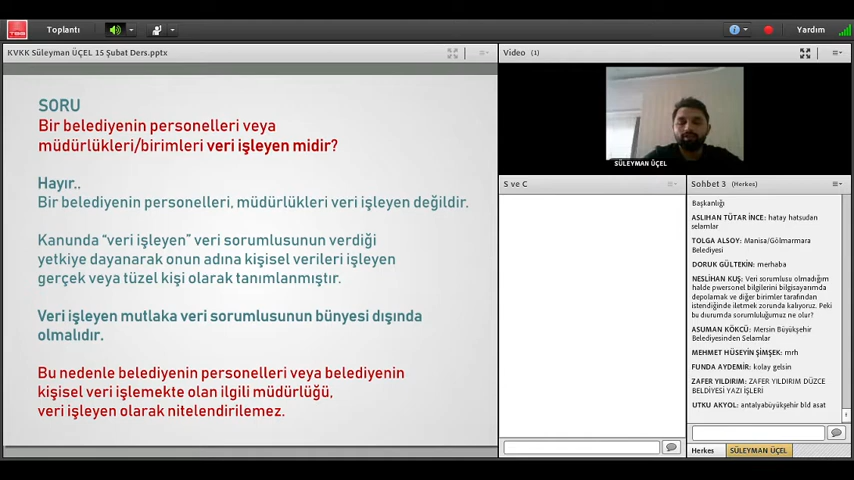 Toplantı
Yardım
KVKK Süleyman ÜÇEL 15 Şubat Ders.pptx
SORU
Bir belediyenin personelleri veya
müdürlükleri/birimleri veri işleyen midir?
Hayır..
Bir belediyenin personelleri, müdürlükleri veri işleyen değildir.
Kanunda “veri işleyen” veri sorumlusunun verdiği
yetkiye dayanarak onun adına kişisel verileri işleyen
gerçek veya tüzel kişi olarak tanımlanmıştır.
Veri işleyen mutlaka veri sorumlusunun bünyesi dışında
olmalıdır.
Bu nedenle belediyenin personelleri veya belediyenin
kişisel veri işlemekte olan ilgili müdürlüğü,
veri işleyen olarak nitelendirilemez.
Video (1)
SÜLEYMAN ÜÇEL
S ve C
Sohbet 3 (Herkes)
Başkanlığı
ASLIHAN TÜTAR İNCE: hatay hatsudan
selamlar
TOLGA ALSOY: Manisa/Gölmarmara
Belediyesi
DORUK GÜLTEKİN: merhaba
NESLİHAN KUŞ: Veri sorumlusu olmadığım
halde pwersonel bilgilerini bilgisayarımda
depolamak ve diğer birimler tarafından
istendiğinde iletmek zorunda kalıyoruz. Peki
bu durumda sorumluluğumuz ne olur?
ASUMAN KÖKCÜ: Mersin Büyükşehir
Belediyesinden Selamlar
MEHMET HÜSEYİN ŞİMŞEK: mrh
FUNDA AYDEMİR: kolay gelsin
ZAFER YILDIRIM: ZAFER YILDIRIM DÜZCE
BELDİYESİ YAZI İŞLERİ
UTKU AKYOL: antalyabüyükşehir bld asat
Herkes
SÜLEYMAN ÜÇEL